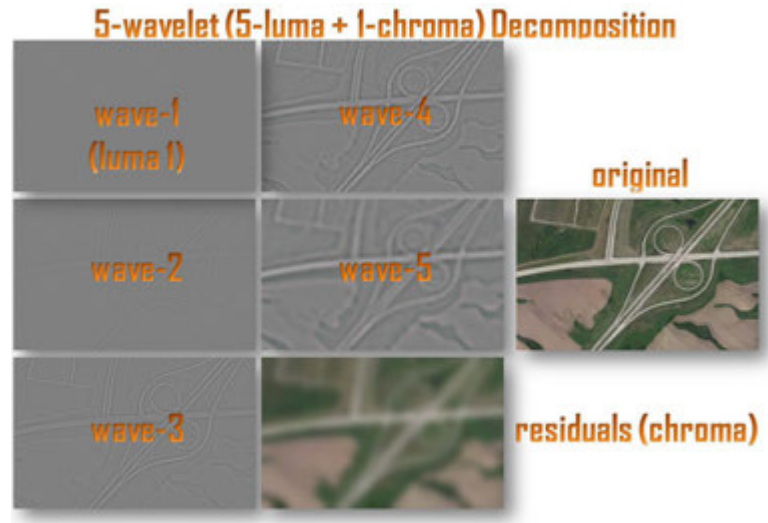 5-wavelet (5-luma + 1-chroma) Decomposition
wave-1
(luma 1)
wave-4
original
wave-2
wave-5
wave-3
residuals (chroma)